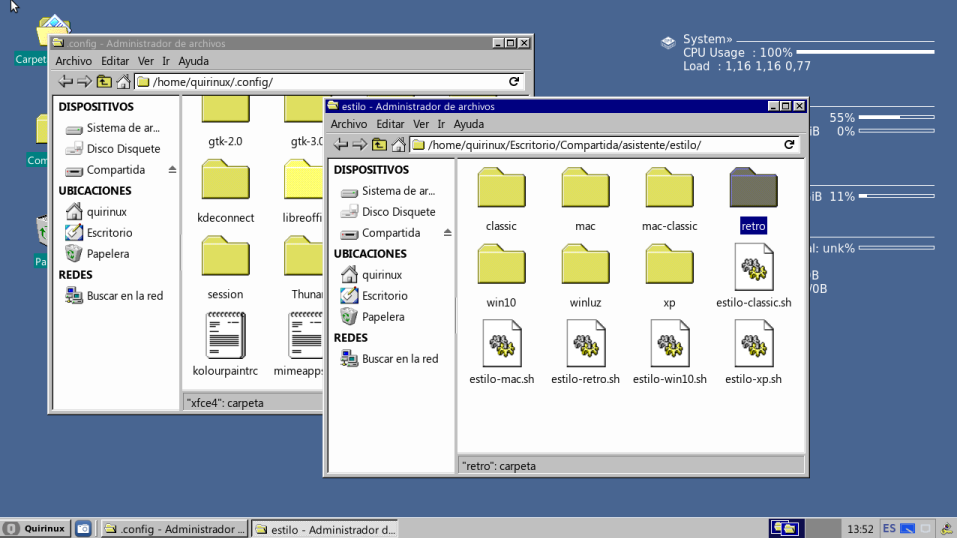 Carpet
Com
Pa
.config - Administrador de archivos
Archivo Editar Ver Ir Ayuda
/home/quirinux/.config/
DISPOSITIVOS
Sistema de ar...
Disco Disquete
Compartida
UBICACIONES
quirinux
Escritorio
Papelera
REDES
Buscar en la red
gtk-2.0
gtk-3.0
kdeconnect
libreoffi
session
Thunar
kolourpaintrc
mimeapps
"xfce4": carpeta
estilo - Administrador de archivos
Archivo Editar Ver Ir Ayuda
/home/quirinux/Escritorio/Compartida/asistente/estilo/
DISPOSITIVOS
Sistema de ar...
Disco Disquete
Compartida
UBICACIONES
quirinux
Escritorio
Papelera
REDES
Buscar en la red
classic mac mac-classic retro
win10 winluz xp estilo-classic.sh
estilo-mac.sh estilo-retro.sh estilo-win10.sh estilo-xp.sh
"retro": carpeta
System»
CPU Usage : 100%
Load : 1,16 1,16 0,77
55%
iB 0%
iB 11%
al: unk%
0B
/0B
Quirinux
.config - Administrador ...
estilo - Administrador d...
13:52
ES